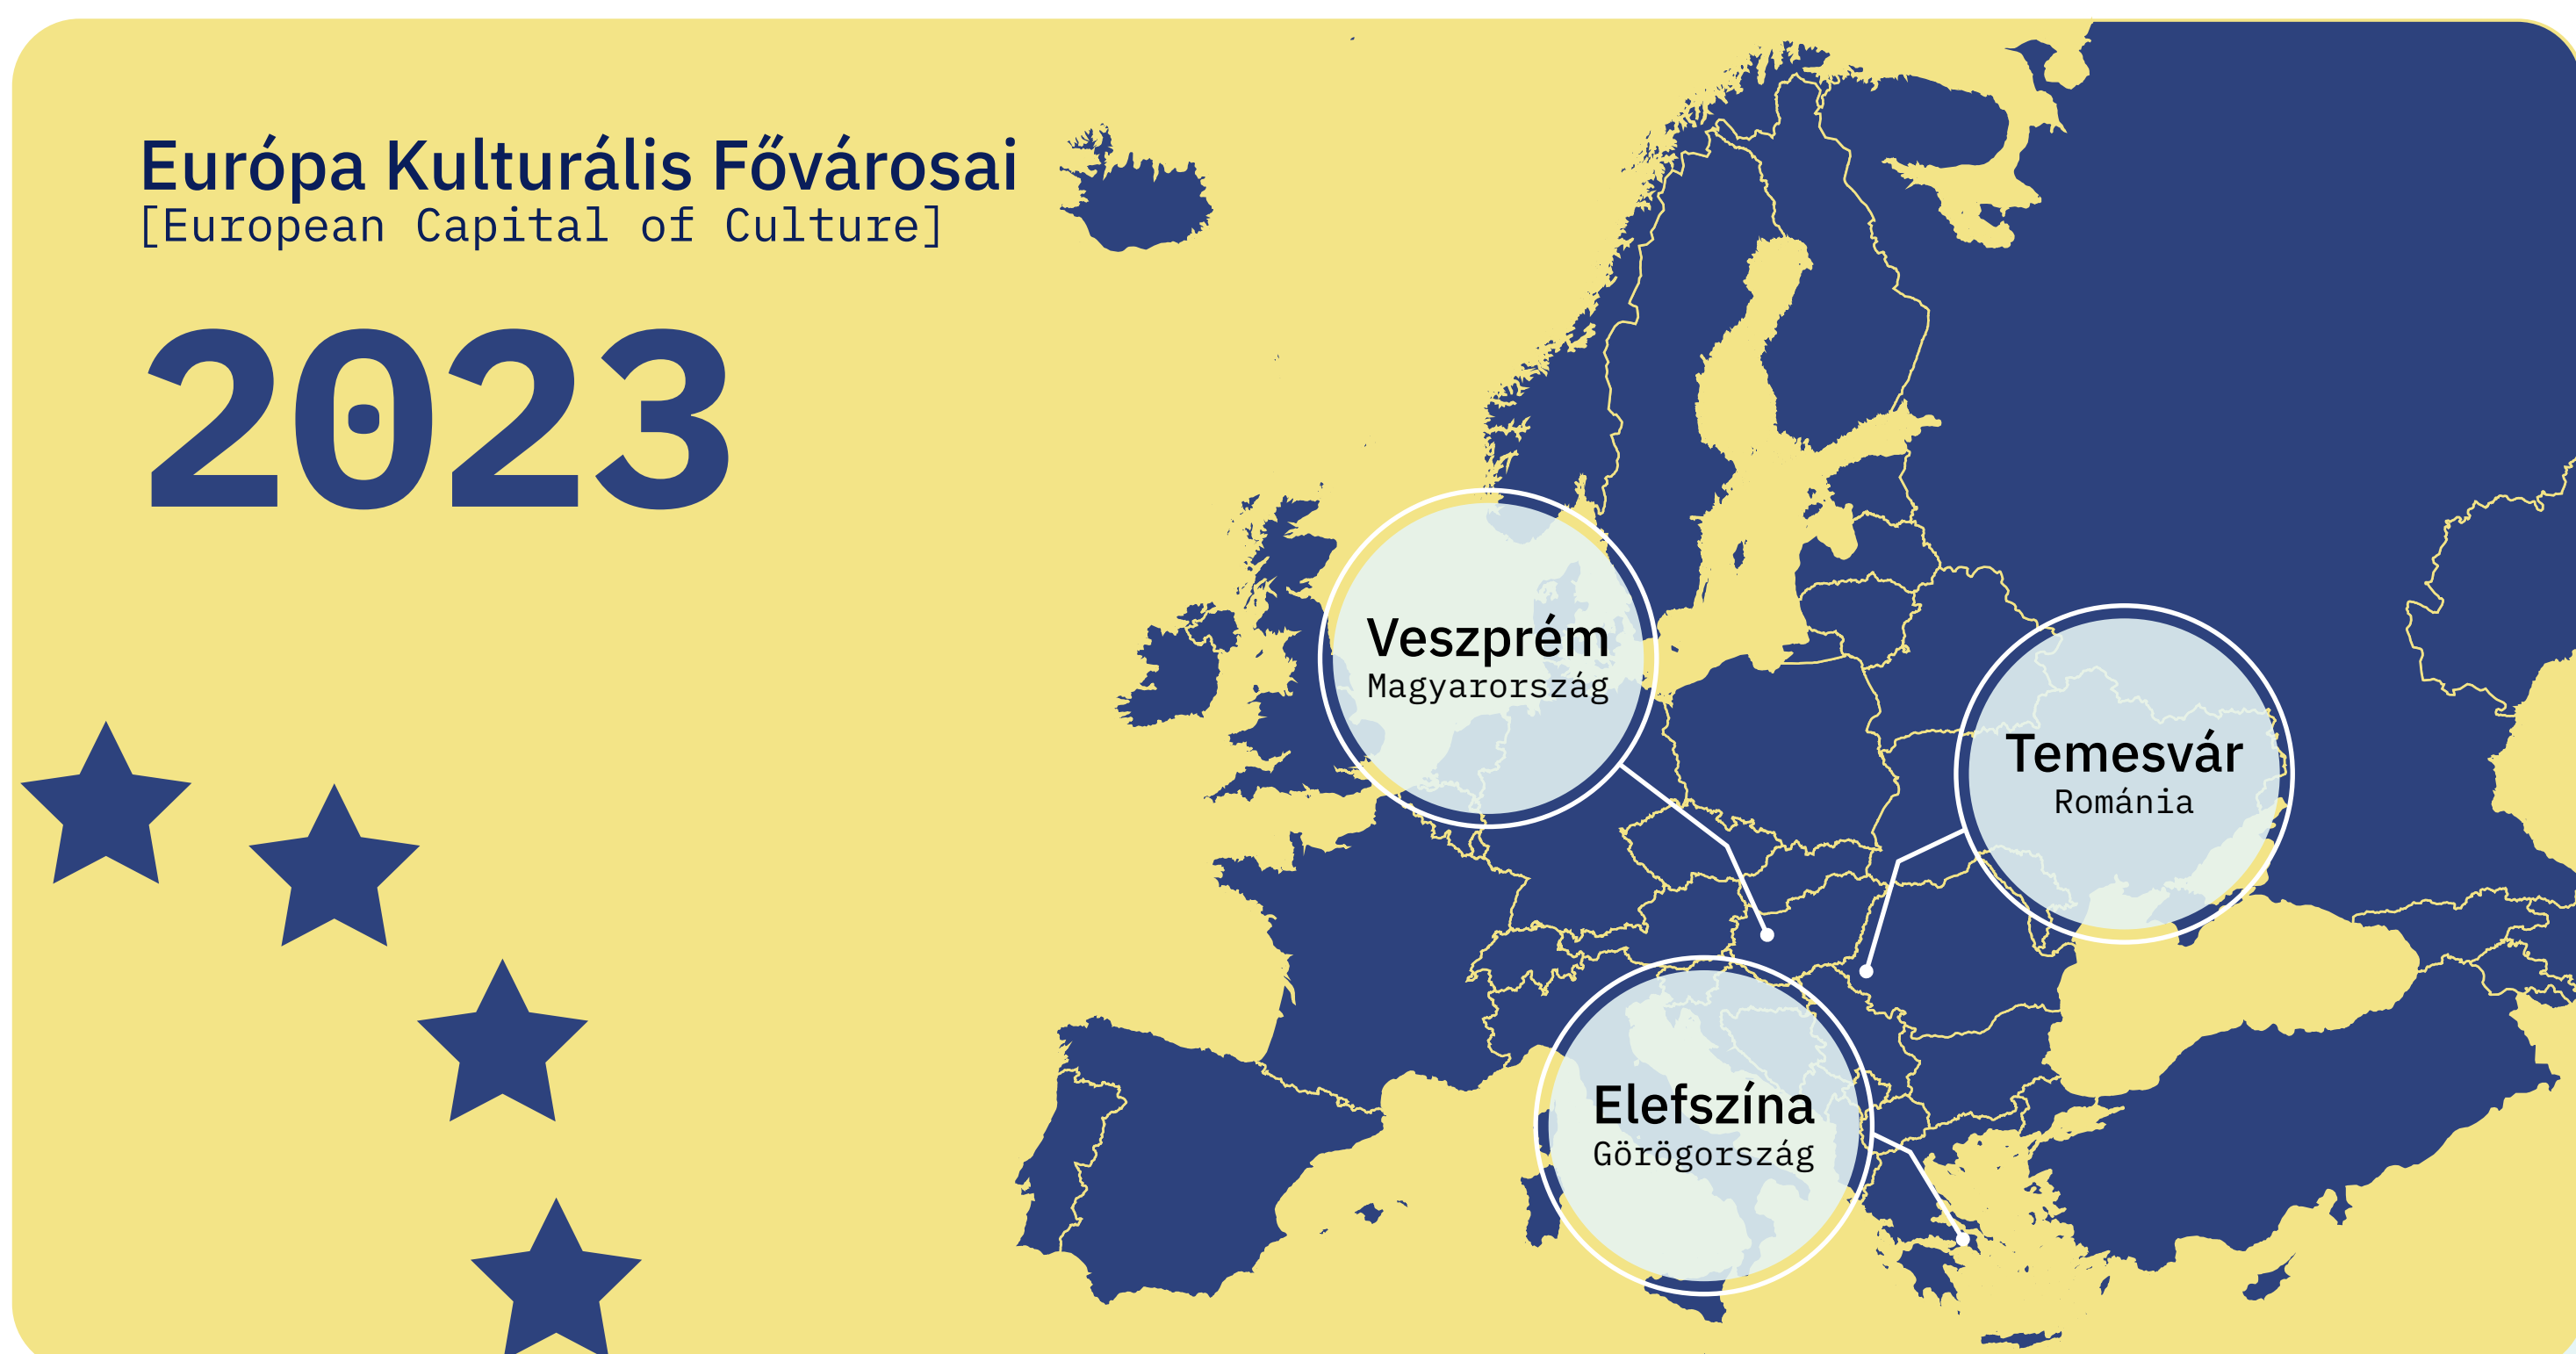 Európa Kulturális Fővárosai
[European Capital of Culture]
2023
Veszprém
Magyarország
Temesvár
Románia
Elefszína
Görögország